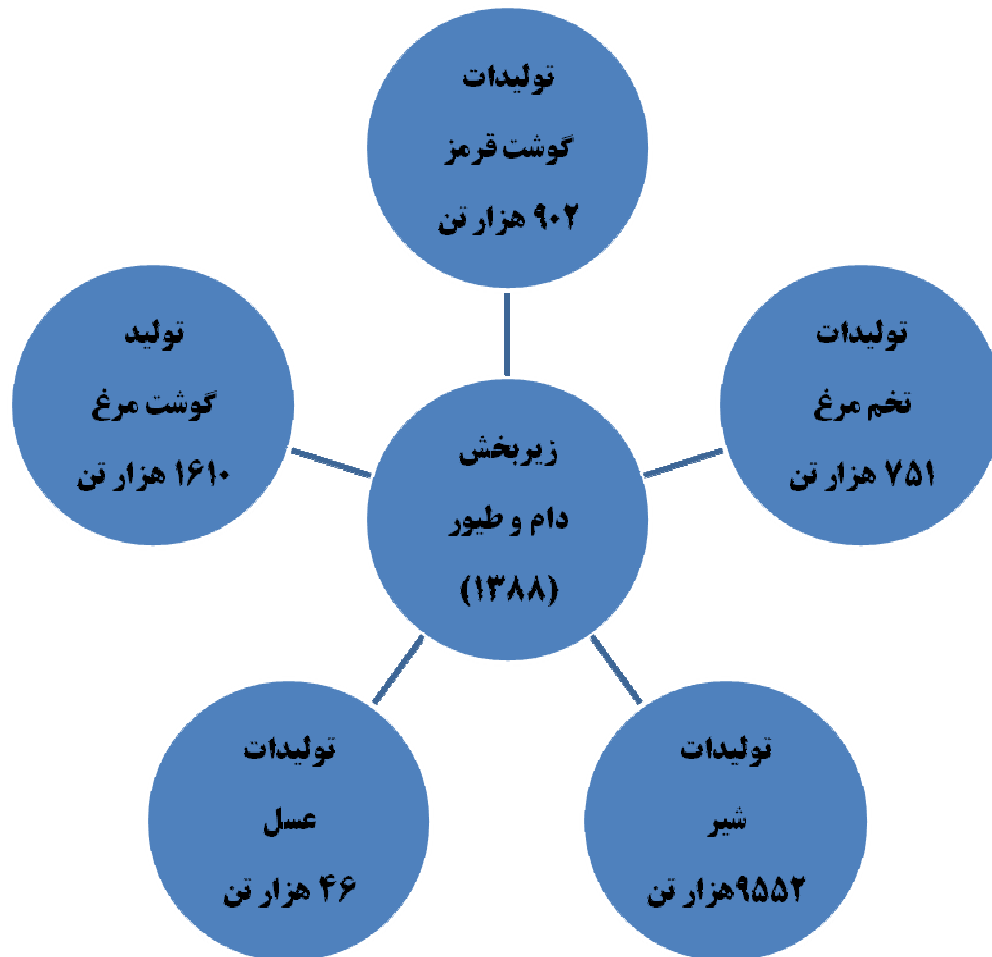 تولیدات
گوشت قرمز
۹۰۲ هزار تن
تولیدات
تخم مرغ
۷۵۱ هزار تن
تولید
گوشت مرغ
۱۶۱۰ هزار تن
زیربخش
دام و طیور
(۱۳۸۸)
تولیدات
شیر
۹۵۵۲هزار تن
تولیدات
عسل
۴۶ هزار تن